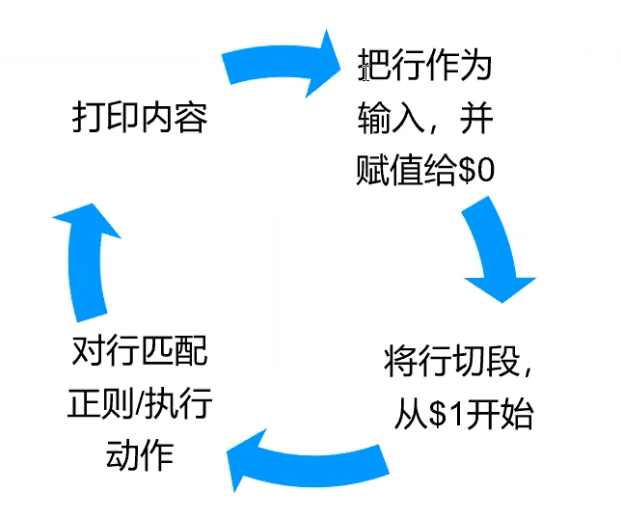 把行作为
输入，并
赋值给$0
将行切段，
从$1开始
对行匹配
正则/执行
动作
打印内容